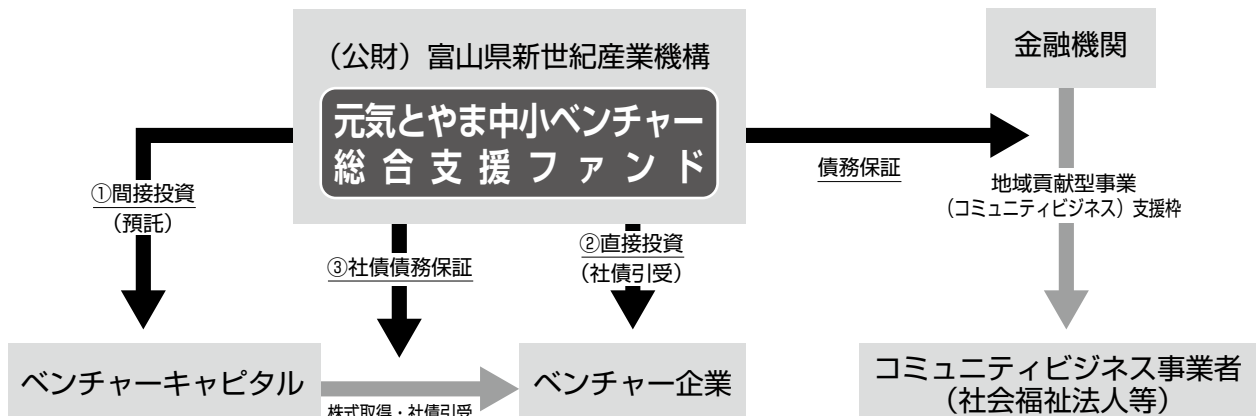 （公財）富山県新世紀産業機構
元気とやま中小ベンチャー
総合支援ファンド
金融機関
①間接投資
（預託）
③社債債務保証
②直接投資
（社債引受）
債務保証
地域貢献型事業
（コミュニティビジネス）支援枠
ベンチャーキャピタル
株式取得・社債引受
ベンチャー企業
コミュニティビジネス事業者
（社会福祉法人等）